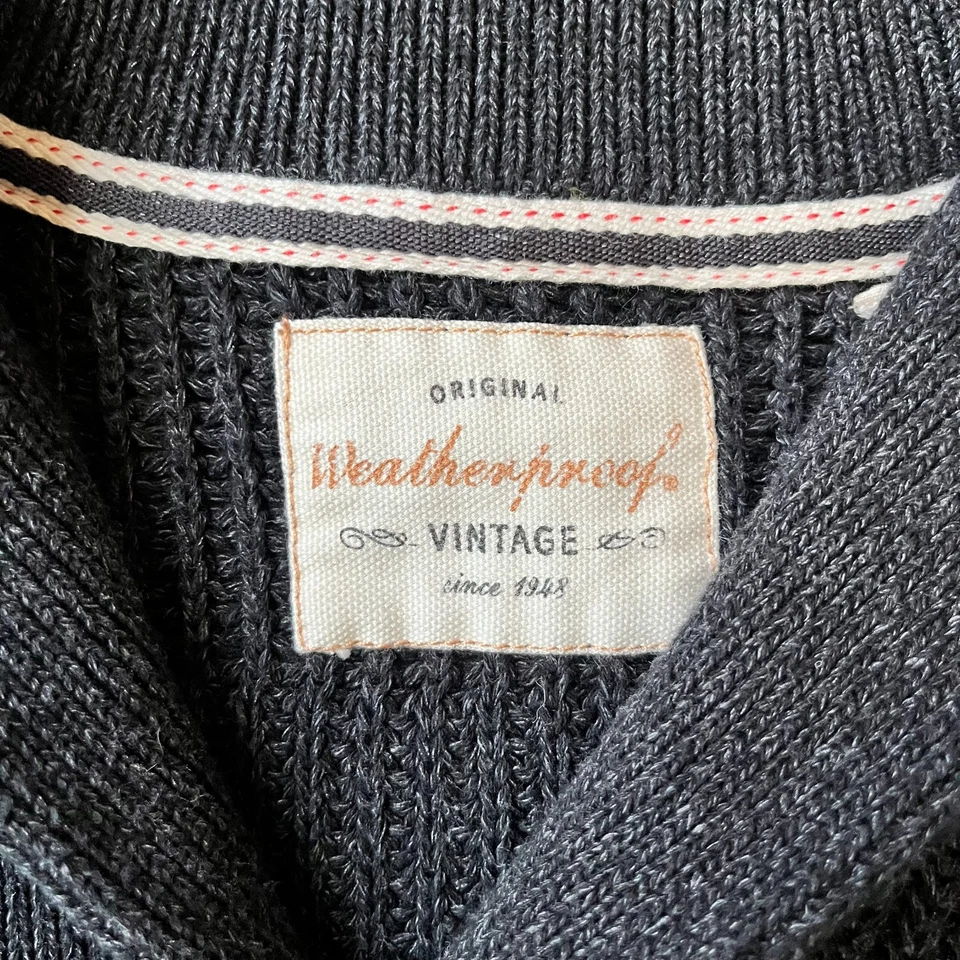 ORIGINAL
Weatherproof®
VINTAGE
since 1948